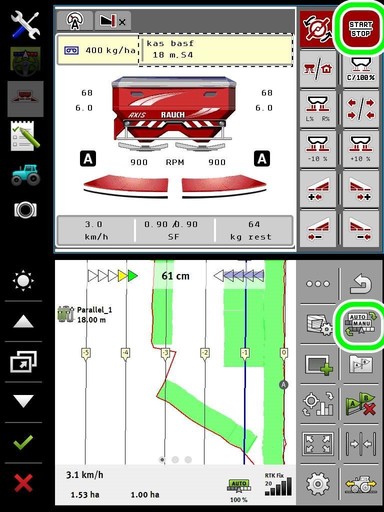 START
STOP
400 kg/ha
kas basf
18 m.S4
C/100%
68
6.0
68
6.0
AXIS RAUCH
L% R%
A
900 RPM 900
A
-10 %
+10 %
3.0
km/h
0.90 /0.90
SF
64
kg rest
61 cm
Parallel_1
18.00 m
AUTO
MANU
-5
-4
-3
-2
-1
0
A
A B
3.1 km/h
1.53 ha
1.00 ha
AUTO
100 %
RTK Fix
20